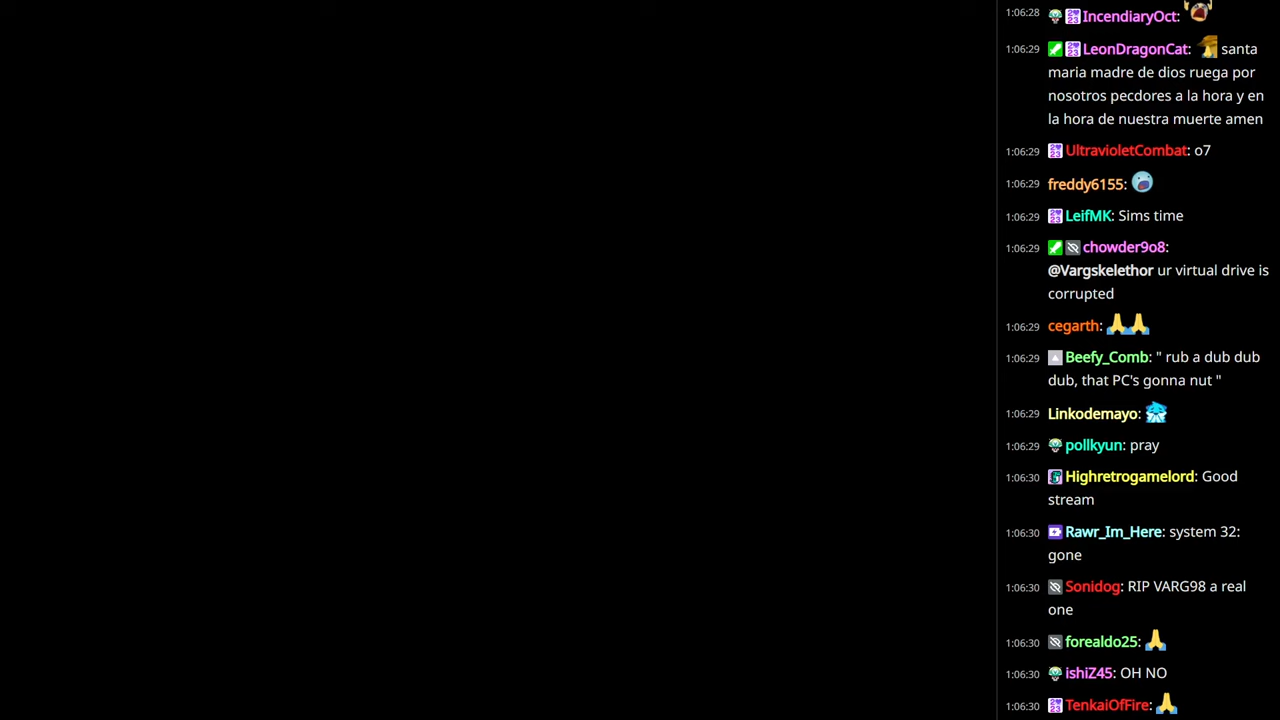 1:06:28 IncendiaryOct:
1:06:29 LeonDragonCat: santa
maria madre de dios ruega por
nosotros pecdores a la hora y en
la hora de nuestra muerte amen
1:06:29 UltravioletCombat: o7
1:06:29 freddy6155:
1:06:29 LeifMK: Sims time
1:06:29 chowder9o8:
@Vargskelethor ur virtual drive is
corrupted
1:06:29 cegarth: 🙏🙏
1:06:29 Beefy_Comb: " rub a dub dub
dub, that PC's gonna nut "
1:06:29 Linkodemayo:
1:06:29 pollkyun: pray
1:06:30 Highretrogamelord: Good
stream
1:06:30 Rawr_Im_Here: system 32:
gone
1:06:30 Sonidog: RIP VARG98 a real
one
1:06:30 forealdo25: 🙏
1:06:30 ishiZ45: OH NO
1:06:30 TenkaiOfFire: 🙏